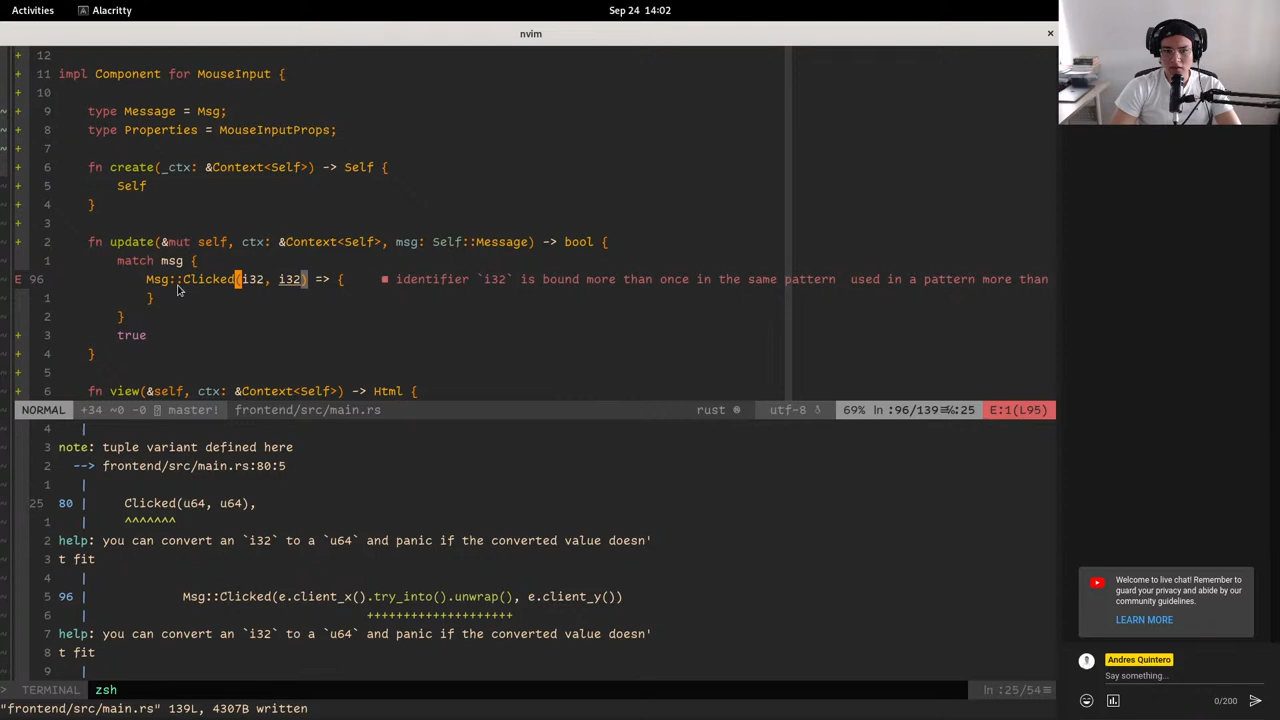 Activities
Alacritty
Sep 24 14:02
nvim
+ 12
+ 11 impl Component for MouseInput {
+ 10
~ + 9 type Message = Msg;
~ + 8 type Properties = MouseInputProps;
+ 7
+ 6 fn create(_ctx: &Context<Self>) -> Self {
+ 5 Self
+ 4 }
+ 3
+ 2 fn update(&mut self, ctx: &Context<Self>, msg: Self::Message) -> bool {
1 match msg {
E 96 Msg::Clicked(i32, i32) => { ■ identifier `i32` is bound more than once in the same pattern  used in a pattern more than
1 }
2 }
+ 3 true
+ 4 }
+ 5
+ 6 fn view(&self, ctx: &Context<Self>) -> Html {
NORMAL +34 ~0 -0 master! frontend/src/main.rs rust utf-8 69% ln :96/139 ℅:25 E:1(L95)
4 |
3 note: tuple variant defined here
2 --> frontend/src/main.rs:80:5
1 |
25 80 | Clicked(u64, u64),
1 | ^^^^^^^
2 help: you can convert an `i32` to a `u64` and panic if the converted value doesn'
3 t fit
4 |
5 96 | Msg::Clicked(e.client_x().try_into().unwrap(), e.client_y())
6 | ++++++++++++++++++++
7 help: you can convert an `i32` to a `u64` and panic if the converted value doesn'
8 t fit
9 |
> TERMINAL zsh ln :25/54
"frontend/src/main.rs" 139L, 4307B written
Welcome to live chat! Remember to
guard your privacy and abide by our
community guidelines.
LEARN MORE
Andres Quintero
Say something...
0/200